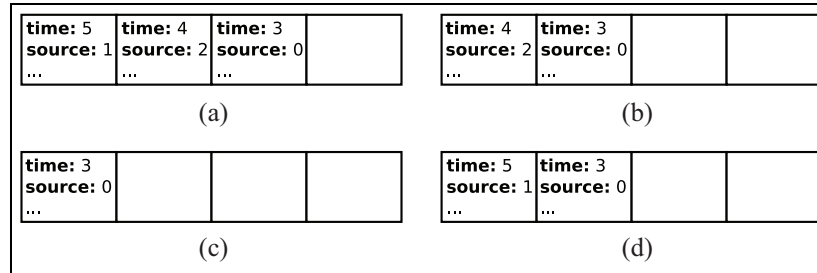 time: 5 time: 4 time: 3
source: 1 source: 2 source: 0
... ... ...
(a)
time: 4 time: 3
source: 2 source: 0
... ...
(b)
time: 3
source: 0
...
(c)
time: 5 time: 3
source: 1 source: 0
... ...
(d)